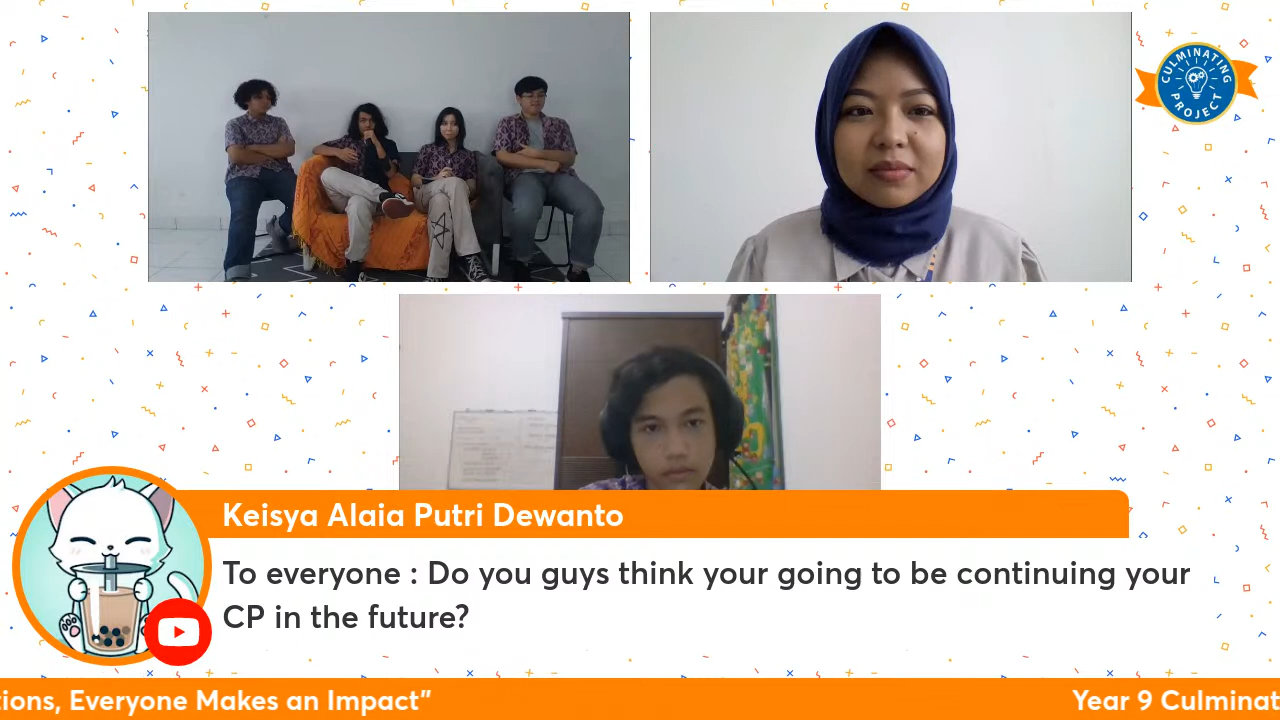 CULMINATING
PROJECT
Keisya Alaia Putri Dewanto
To everyone : Do you guys think your going to be continuing your
CP in the future?
tions, Everyone Makes an Impact”
Year 9 Culminat